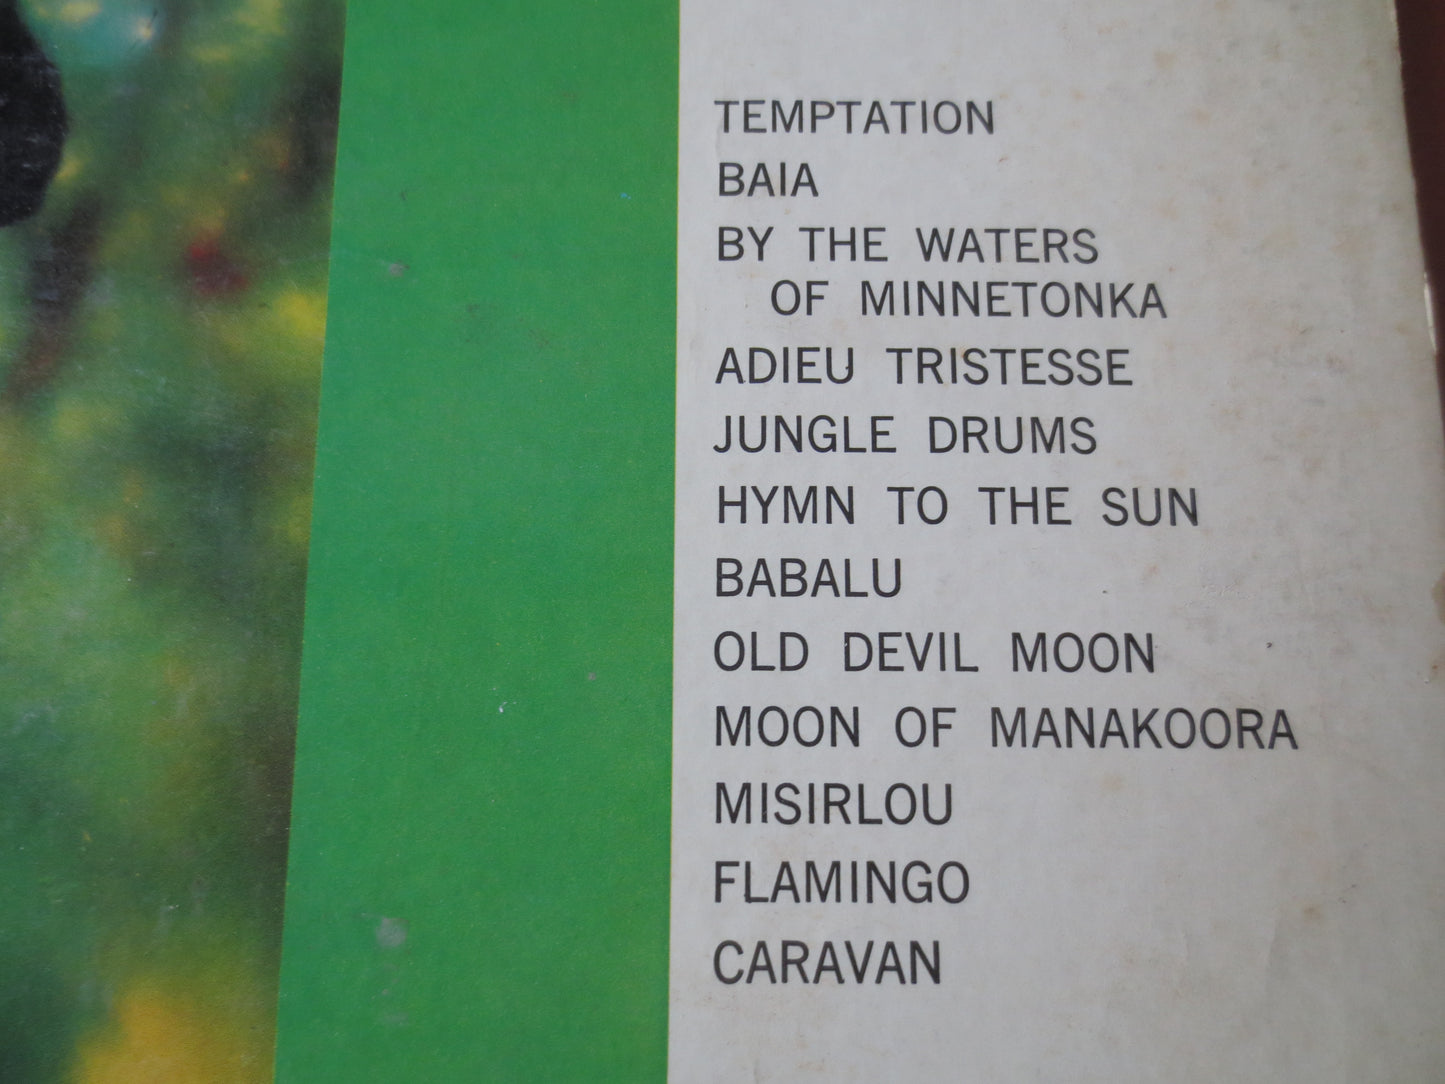 TEMPTATION
BAIA
BY THE WATERS
OF MINNETONKA
ADIEU TRISTESSE
JUNGLE DRUMS
HYMN TO THE SUN
BABALU
OLD DEVIL MOON
MOON OF MANAKOORA
MISIRLOU
FLAMINGO
CARAVAN